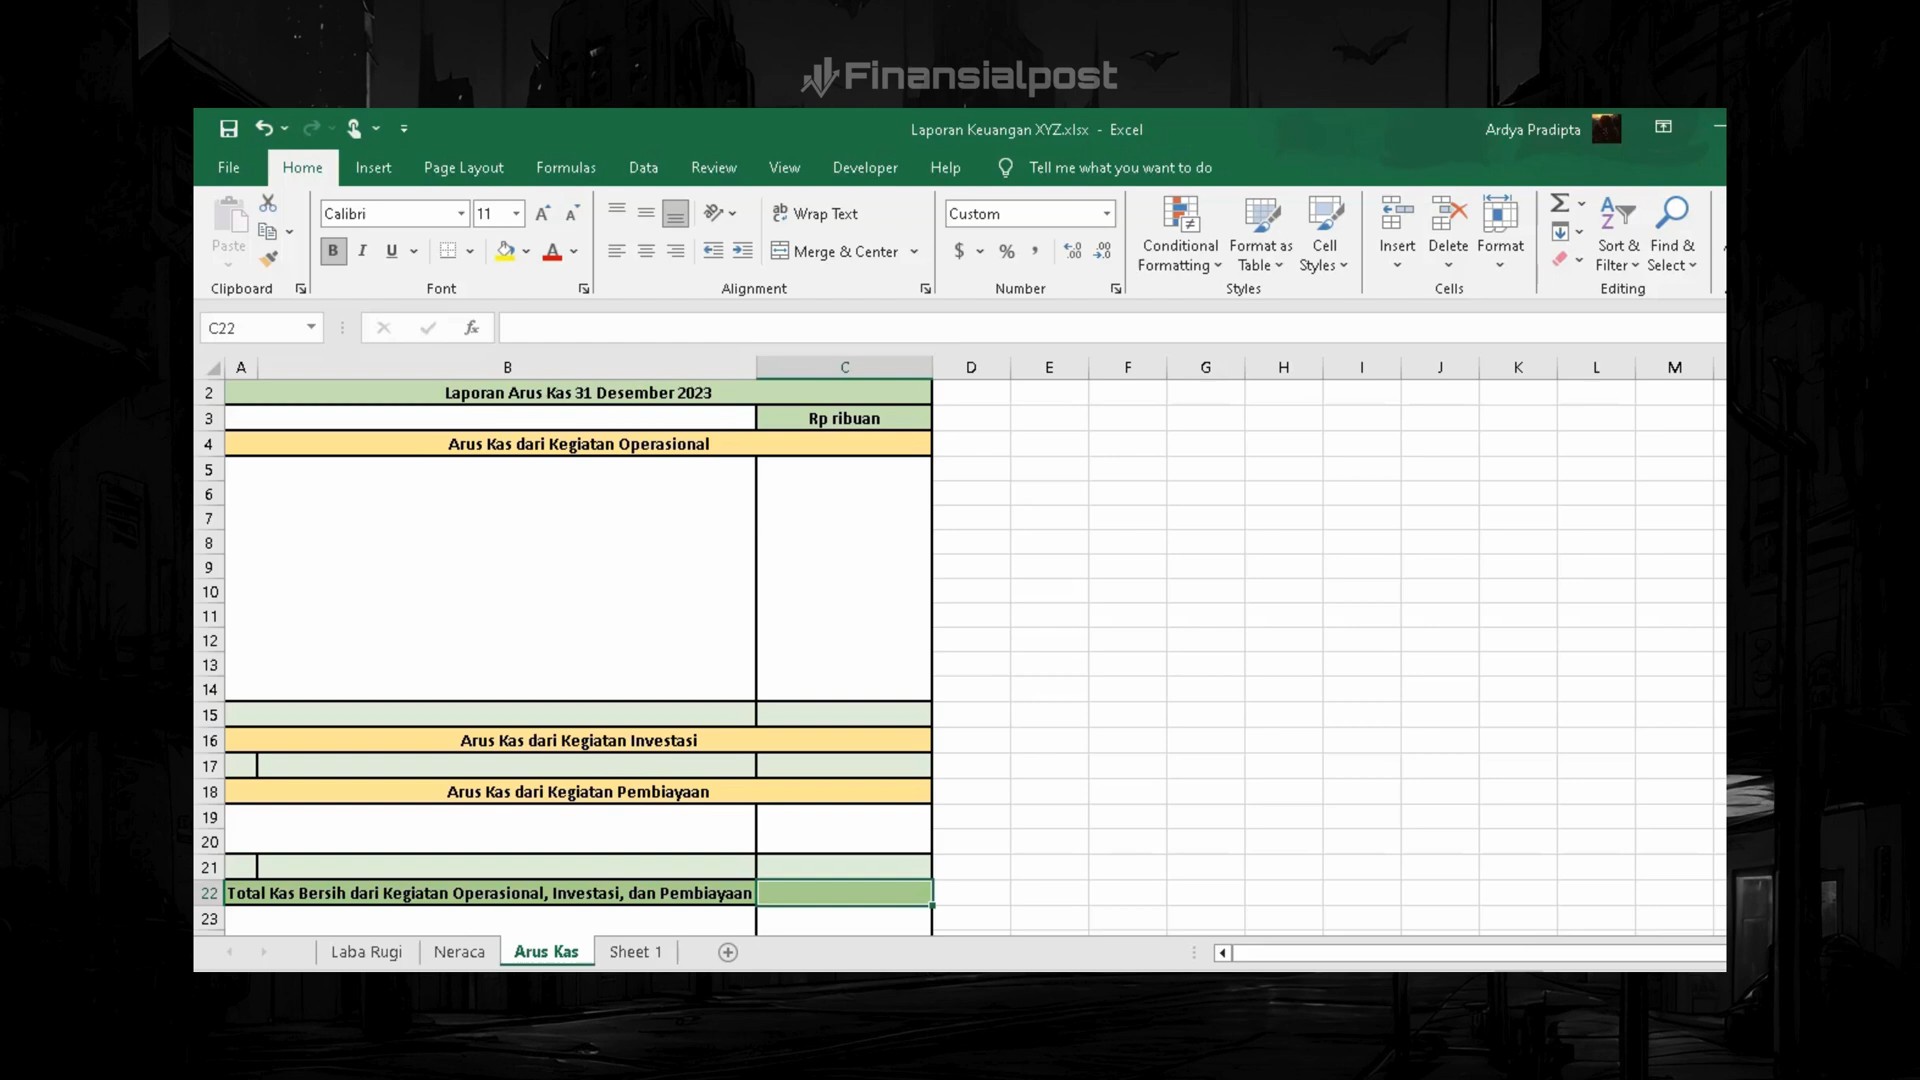 Finansialpost
Laporan Keuangan XYZ.xlsx - Excel
Ardya Pradipta
File Home Insert Page Layout Formulas Data Review View Developer Help Tell me what you want to do
Paste
Clipboard
Calibri 11
B I U
Font
ab Wrap Text
Merge & Center
Alignment
Custom
$ % , .00 .00
Number
Conditional Formatting
Format as Table
Cell Styles
Styles
Insert Delete Format
Cells
Sort & Filter
Find & Select
Editing
C22 fx
A B C D E F G H I J K L M
2 Laporan Arus Kas 31 Desember 2023
3 Rp ribuan
4 Arus Kas dari Kegiatan Operasional
5
6
7
8
9
10
11
12
13
14
15
16 Arus Kas dari Kegiatan Investasi
17
18 Arus Kas dari Kegiatan Pembiayaan
19
20
21
22 Total Kas Bersih dari Kegiatan Operasional, Investasi, dan Pembiayaan
23
Laba Rugi Neraca Arus Kas Sheet 1